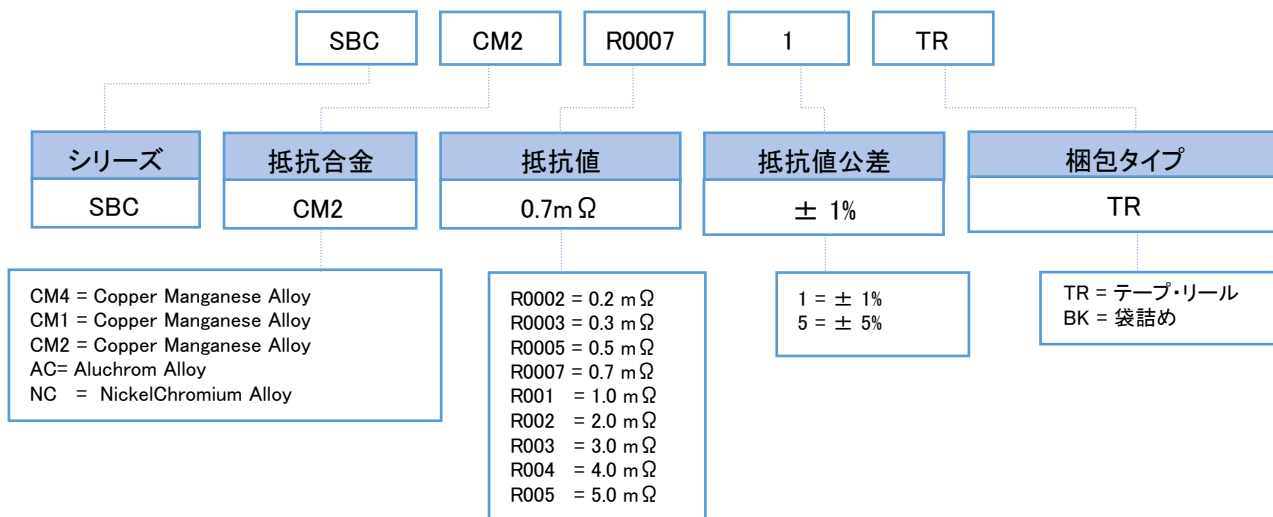 SBC CM2 R0007 1 TR
シリーズ 抵抗合金 抵抗値 抵抗値公差 梱包タイプ
SBC CM2 0.7mΩ ± 1% TR
CM4 = Copper Manganese Alloy
CM1 = Copper Manganese Alloy
CM2 = Copper Manganese Alloy
AC= Aluchrom Alloy
NC = NickelChromium Alloy
R0002 = 0.2 mΩ
R0003 = 0.3 mΩ
R0005 = 0.5 mΩ
R0007 = 0.7 mΩ
R001 = 1.0 mΩ
R002 = 2.0 mΩ
R003 = 3.0 mΩ
R004 = 4.0 mΩ
R005 = 5.0 mΩ
1 = ± 1%
5 = ± 5%
TR = テープ・リール
BK = 袋詰め